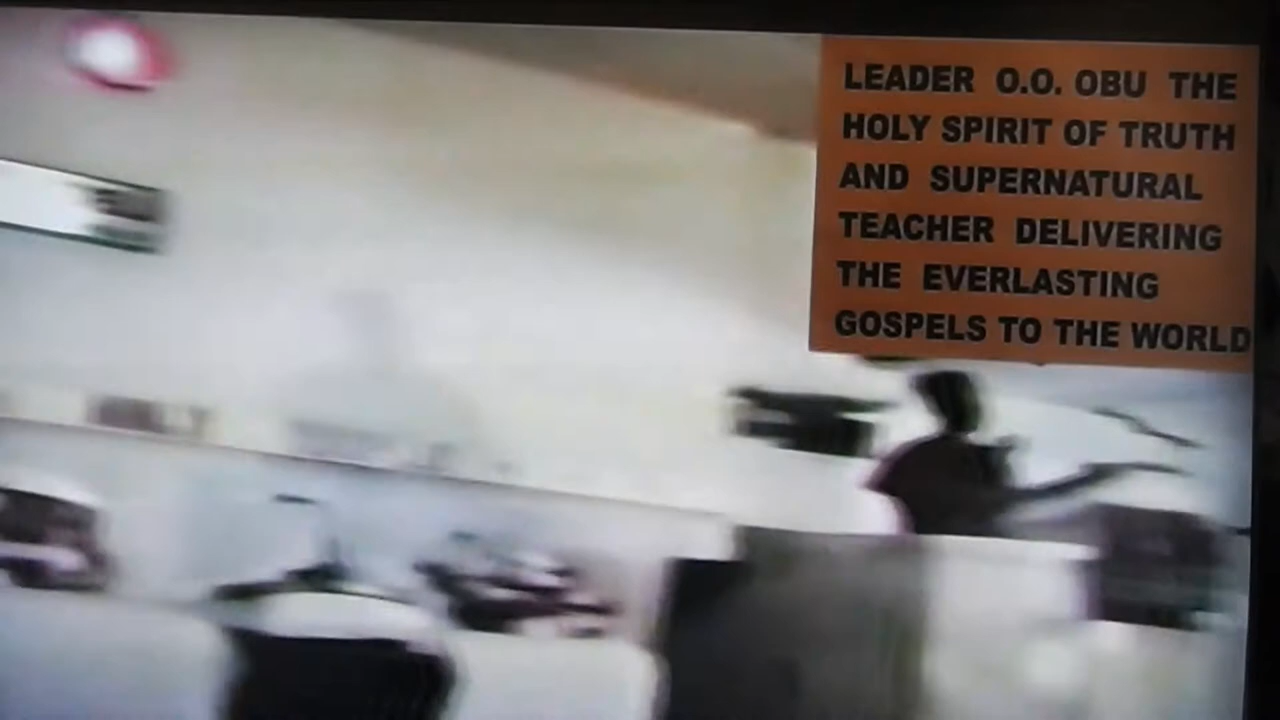 LEADER O.O. OBU THE
HOLY SPIRIT OF TRUTH
AND SUPERNATURAL
TEACHER DELIVERING
THE EVERLASTING
GOSPELS TO THE WORLD